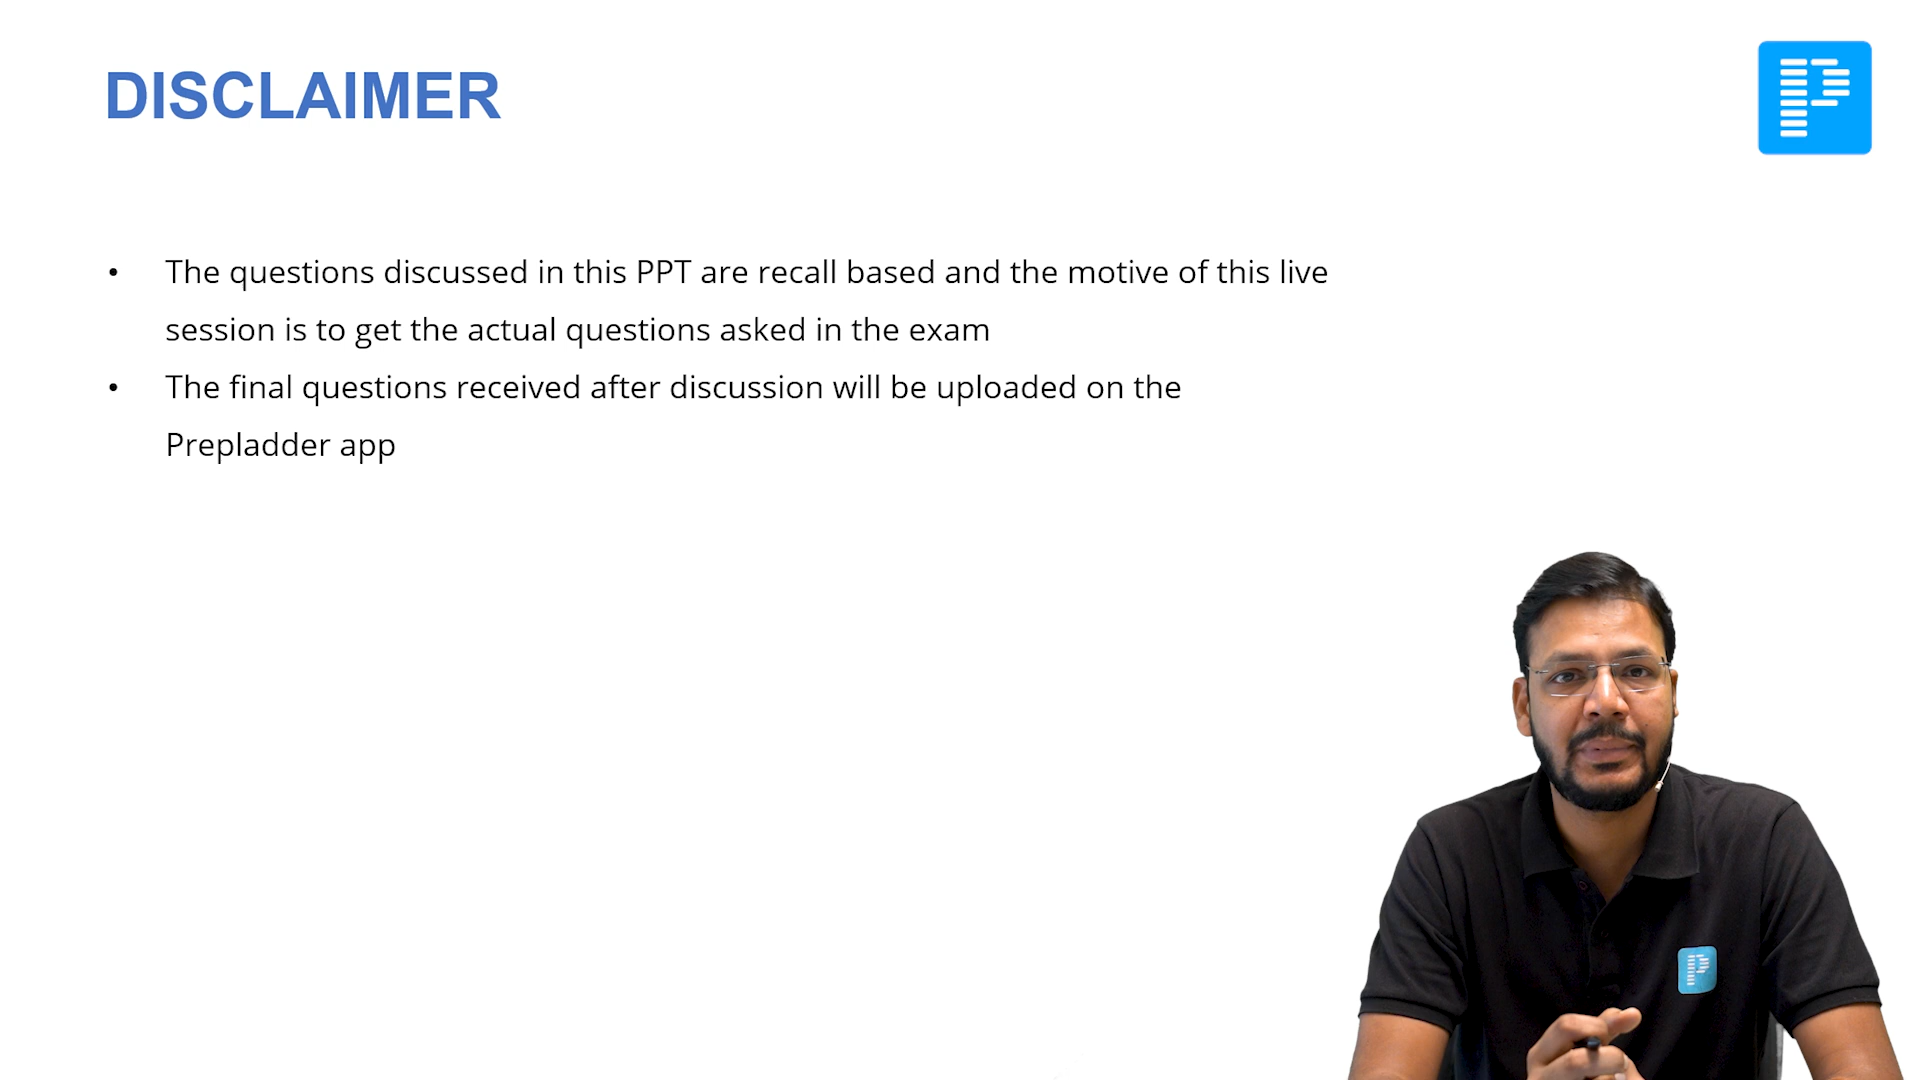 DISCLAIMER
• The questions discussed in this PPT are recall based and the motive of this live
session is to get the actual questions asked in the exam
• The final questions received after discussion will be uploaded on the
Prepladder app